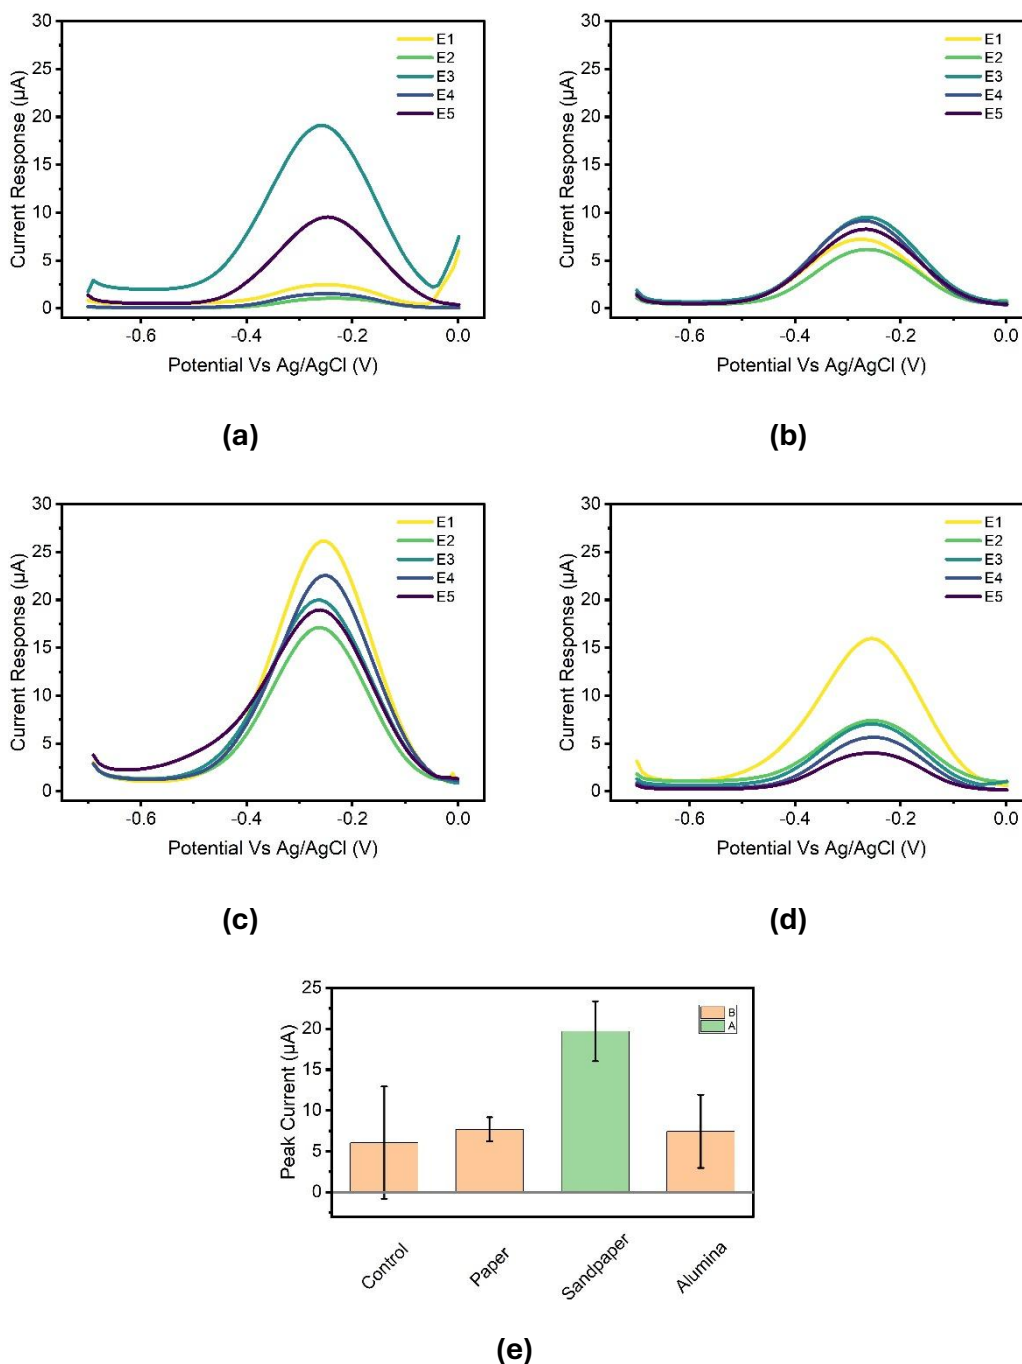 30
25
20
15
10
5
0
Current Response (µA)
E1
E2
E3
E4
E5
-0.6
-0.4
-0.2
0.0
Potential Vs Ag/AgCl (V)
(a)
30
25
20
15
10
5
0
Current Response (µA)
E1
E2
E3
E4
E5
-0.6
-0.4
-0.2
0.0
Potential Vs Ag/AgCl (V)
(b)
30
25
20
15
10
5
0
Current Response (µA)
E1
E2
E3
E4
E5
-0.6
-0.4
-0.2
0.0
Potential Vs Ag/AgCl (V)
(c)
30
25
20
15
10
5
0
Current Response (µA)
E1
E2
E3
E4
E5
-0.6
-0.4
-0.2
0.0
Potential Vs Ag/AgCl (V)
(d)
25
20
15
10
5
0
Peak Current (µA)
B
A
Control
Paper
Sandpaper
Alumina
(e)